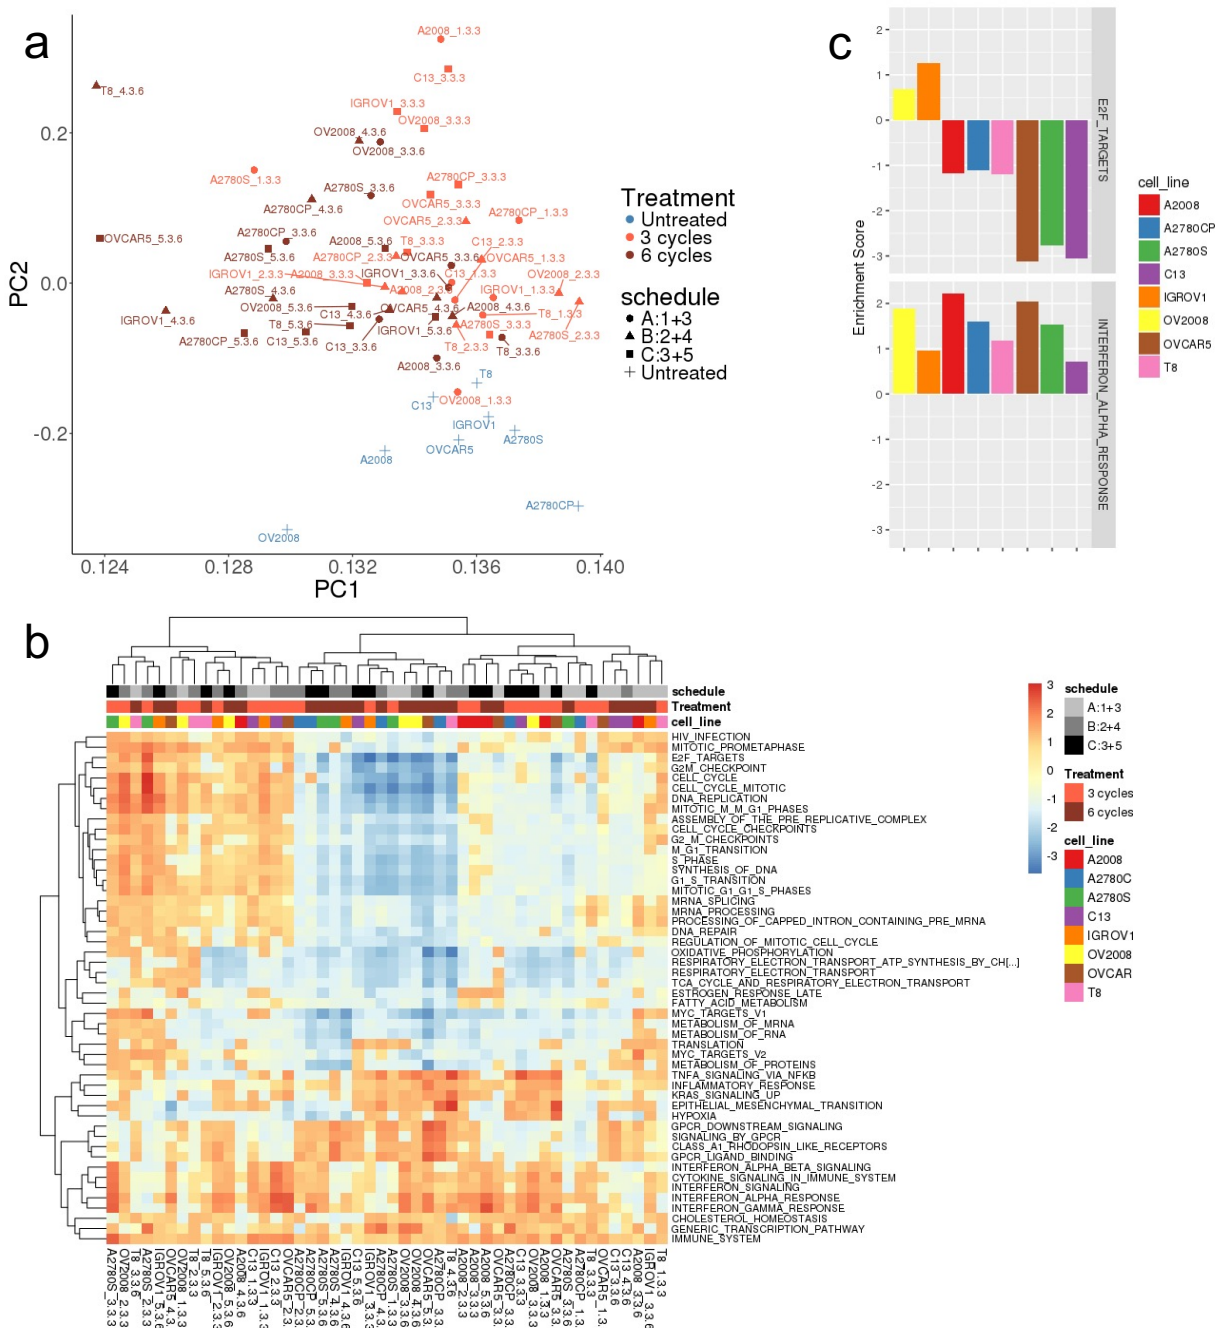 a
A2008_1.3.3
C13_3.3.3
T8_4.3.6
IGROV1_3.3.3
OV2008_3.3.3
0.2
OV2008_4.3.6
OV2008_3.3.6
A2780S_1.3.3
A2780S_3.3.6
A2780CP_3.3.3
A2780CP_4.3.6
OVCAR5_3.3.3
A2780CP_1.3.3
OVCAR5_2.3.3
A2780CP_3.3.6
OVCAR5_5.3.6
A2008_5.3.6
T8_3.3.3
C13_2.3.3
A2780S_5.3.6
A2780CP_2.3.3
OVCAR5_3.3.6
OVCAR5_1.3.3
IGROV1_2.3.3
A2008_3.3.3
IGROV1_3.3.6
C13_1.3.3
OV2008_2.3.3
0.0
A2780S_4.3.6
A2008_2.3.3
IGROV1_1.3.3
OV2008_5.3.6
C13_4.3.6
OVCAR5_4.3.6
A2008_4.3.6
T8_1.3.3
IGROV1_4.3.6
T8_5.3.6
IGROV1_5.3.6
A2780S_3.3.3
A2780S_2.3.3
A2780CP_5.3.6
C13_5.3.6
C13_3.3.6
T8_2.3.3
T8_3.3.6
A2008_3.3.6
T8
C13
OV2008_1.3.3
IGROV1
-0.2
OVCAR5
A2780S
A2008
A2780CP
OV2008
PC2
0.124
0.128
0.132
0.136
0.140
PC1
Treatment
Untreated
3 cycles
6 cycles
schedule
A:1+3
B:2+4
C:3+5
Untreated
c
2
1
0
-1
-2
-3
E2F_TARGETS
Enrichment Score
2
1
0
-1
-2
-3
INTERFERON_ALPHA_RESPONSE
cell_line
A2008
A2780CP
A2780S
C13
IGROV1
OV2008
OVCAR5
T8
b
schedule
Treatment
cell_line
HIV_INFECTION
MITOTIC_PROMETAPHASE
E2F_TARGETS
G2M_CHECKPOINT
CELL_CYCLE
CELL_CYCLE_MITOTIC
DNA_REPLICATION
MITOTIC_M_M_G1_PHASES
ASSEMBLY_OF_THE_PRE_REPLICATIVE_COMPLEX
CELL_CYCLE_CHECKPOINTS
G2_M_CHECKPOINTS
M_G1_TRANSITION
S_PHASE
SYNTHESIS_OF_DNA
G1_S_TRANSITION
MITOTIC_G1_G1_S_PHASES
MRNA_SPLICING
MRNA_PROCESSING
PROCESSING_OF_CAPPED_INTRON_CONTAINING_PRE_MRNA
DNA_REPAIR
REGULATION_OF_MITOTIC_CELL_CYCLE
OXIDATIVE_PHOSPHORYLATION
RESPIRATORY_ELECTRON_TRANSPORT_ATP_SYNTHESIS_BY_CH[...]
RESPIRATORY_ELECTRON_TRANSPORT
TCA_CYCLE_AND_RESPIRATORY_ELECTRON_TRANSPORT
ESTROGEN_RESPONSE_LATE
FATTY_ACID_METABOLISM
MYC_TARGETS_V1
METABOLISM_OF_MRNA
METABOLISM_OF_RNA
TRANSLATION
MYC_TARGETS_V2
METABOLISM_OF_PROTEINS
TNFA_SIGNALING_VIA_NFKB
INFLAMMATORY_RESPONSE
KRAS_SIGNALING_UP
EPITHELIAL_MESENCHYMAL_TRANSITION
HYPOXIA
GPCR_DOWNSTREAM_SIGNALING
SIGNALING_BY_GPCR
CLASS_A1_RHODOPSIN_LIKE_RECEPTORS
GPCR_LIGAND_BINDING
INTERFERON_ALPHA_BETA_SIGNALING
CYTOKINE_SIGNALING_IN_IMMUNE_SYSTEM
INTERFERON_SIGNALING
INTERFERON_ALPHA_RESPONSE
INTERFERON_GAMMA_RESPONSE
CHOLESTEROL_HOMEOSTASIS
GENERIC_TRANSCRIPTION_PATHWAY
IMMUNE_SYSTEM
3
2
1
0
-1
-2
-3
schedule
A:1+3
B:2+4
C:3+5
Treatment
3 cycles
6 cycles
cell_line
A2008
A2780C
A2780S
C13
IGROV1
OV2008
OVCAR
T8